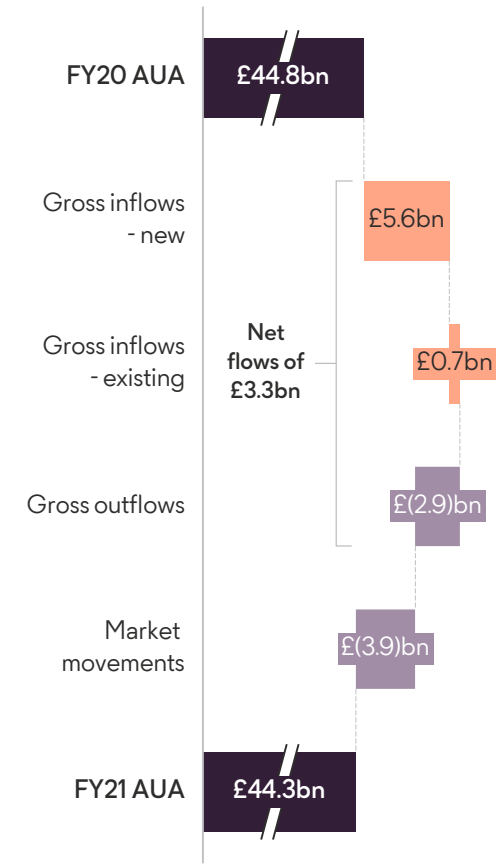 FY20 AUA
£44.8bn
Gross inflows
- new
£5.6bn
Gross inflows
- existing
£0.7bn
Net
flows of
£3.3bn
Gross outflows
£(2.9)bn
Market
movements
£(3.9)bn
FY21 AUA
£44.3bn